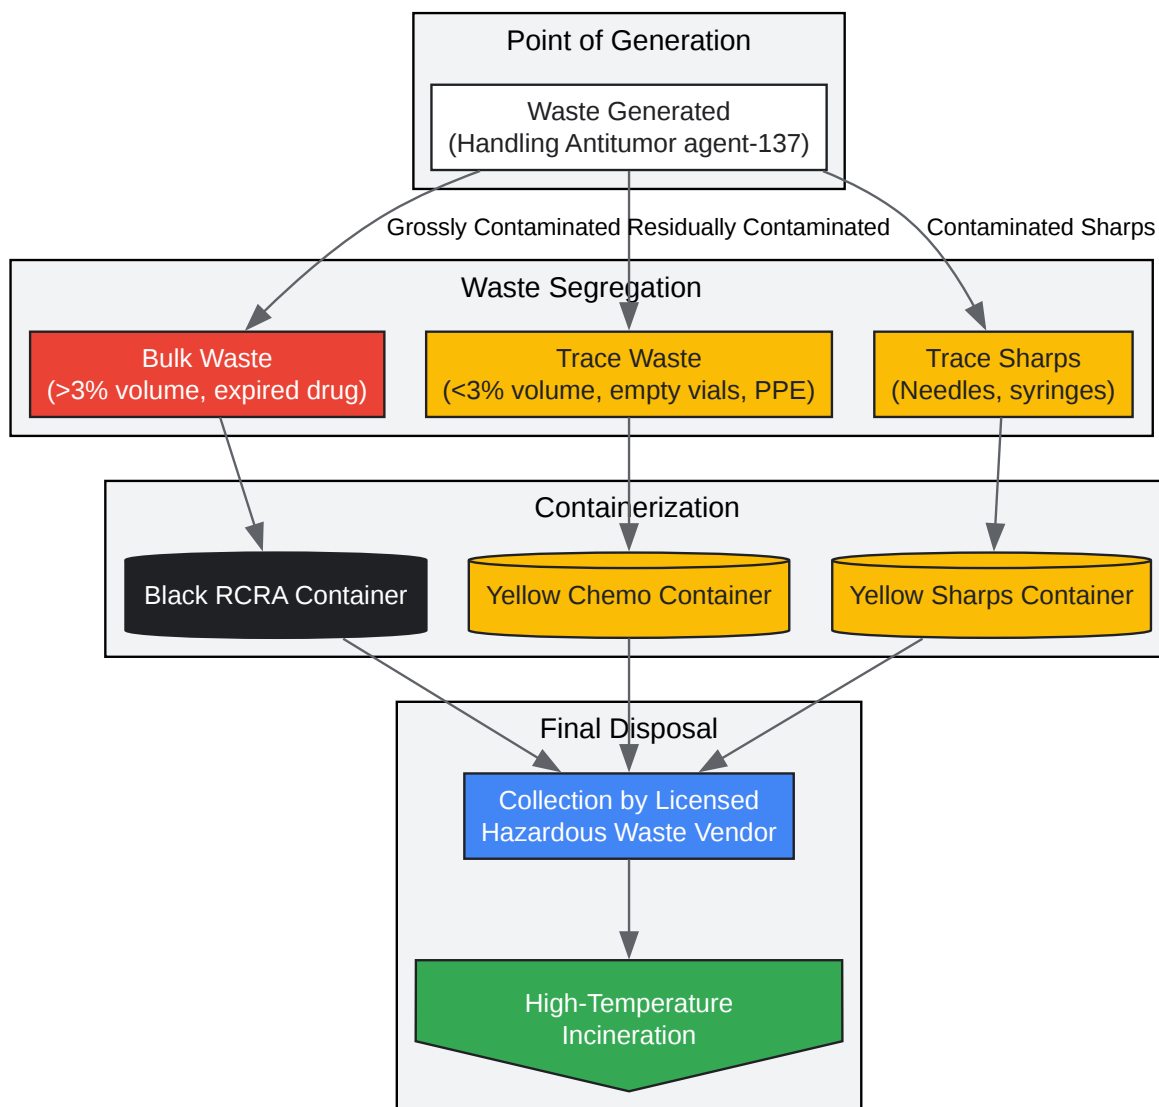 Point of Generation
Waste Generated
(Handling Antitumor agent-137)
Grossly Contaminated
Residually Contaminated
Contaminated Sharps
Waste Segregation
Bulk Waste
(>3% volume, expired drug)
Trace Waste
(<3% volume, empty vials, PPE)
Trace Sharps
(Needles, syringes)
Containerization
Black RCRA Container
Yellow Chemo Container
Yellow Sharps Container
Final Disposal
Collection by Licensed
Hazardous Waste Vendor
High-Temperature
Incineration